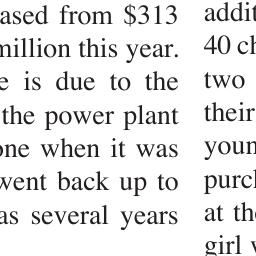 ased from $313
million this year.
e is due to the
the power plant
one when it was
went back up to
as several years
addit
40 ch
two
their
youn
purch
at the
girl